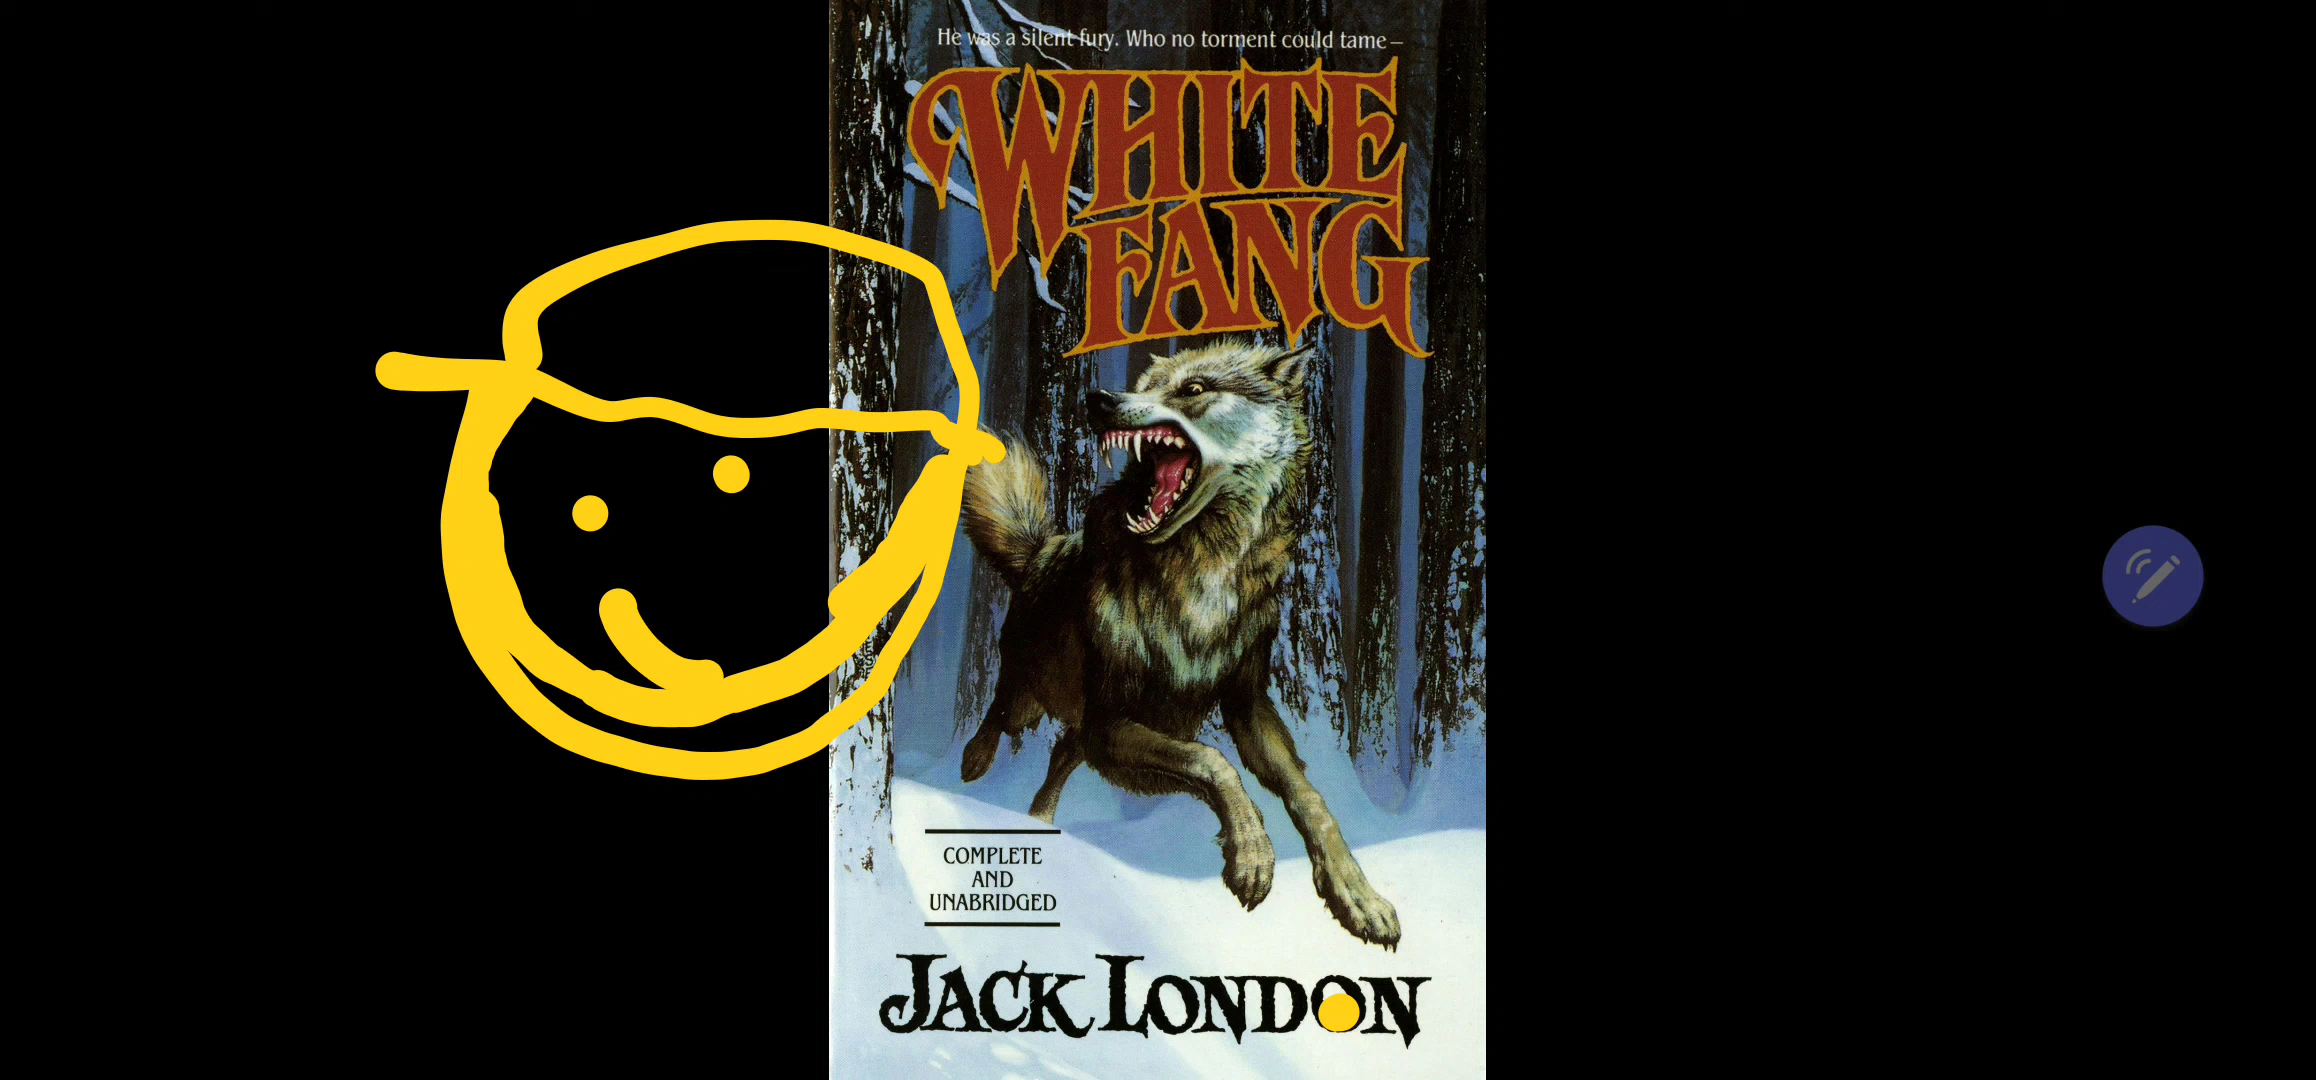 He was a silent fury. Who no torment could tame–
WHITE
FANG
COMPLETE
AND
UNABRIDGED
JACK LONDON